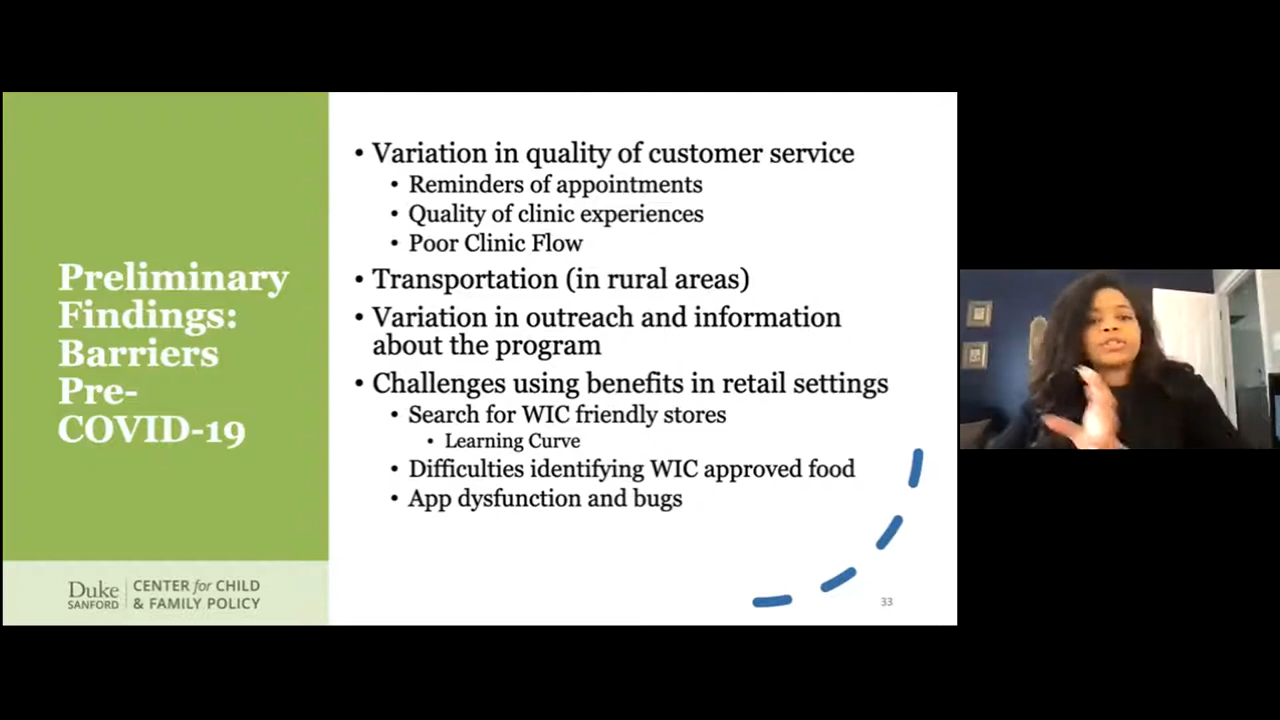 Preliminary
Findings:
Barriers
Pre-
COVID-19
• Variation in quality of customer service
• Reminders of appointments
• Quality of clinic experiences
• Poor Clinic Flow
• Transportation (in rural areas)
• Variation in outreach and information
about the program
• Challenges using benefits in retail settings
• Search for WIC friendly stores
• Learning Curve
• Difficulties identifying WIC approved food
• App dysfunction and bugs
Duke
SANFORD
CENTER for CHILD
& FAMILY POLICY
33